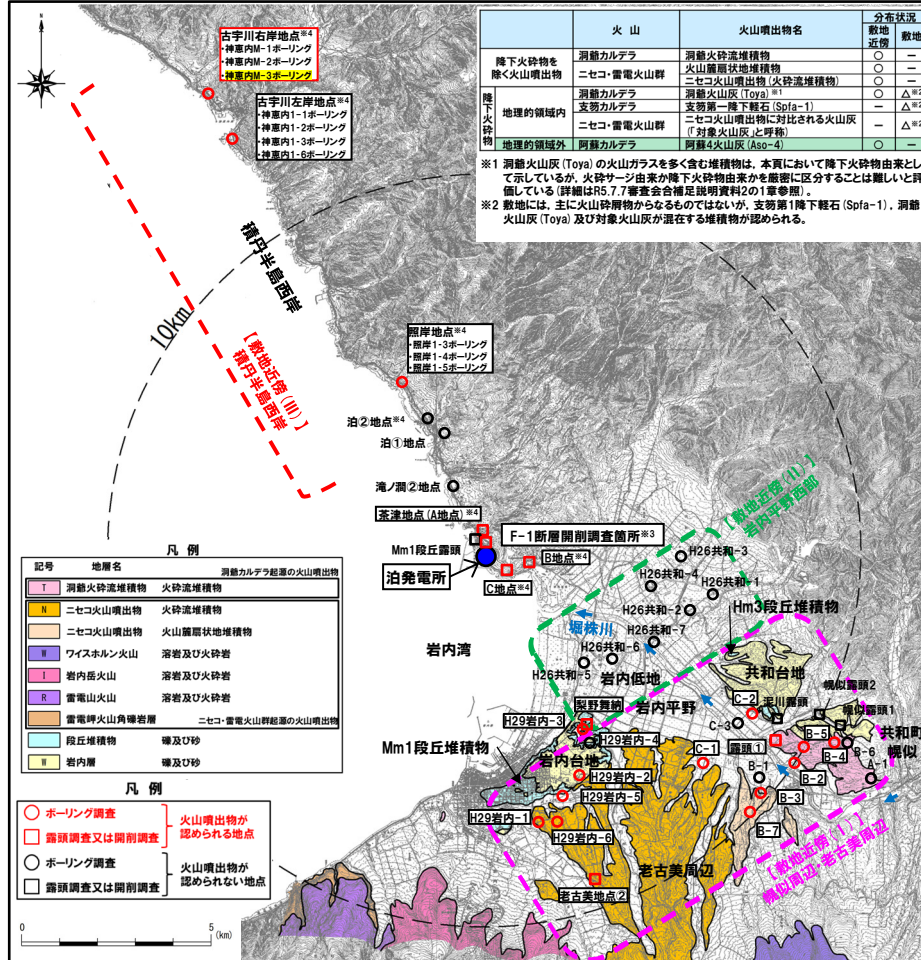 古宇川右岸地点※4
・神恵内M-1ボーリング
・神恵内M-2ボーリング
・神恵内M-3ボーリング
古宇川左岸地点※4
・神恵内1-1ボーリング
・神恵内1-2ボーリング
・神恵内1-3ボーリング
・神恵内1-6ボーリング
火 山
火山噴出物名
分布状況
敷地近傍
敷地
降下火砕物を除く火山噴出物
洞爺カルデラ
洞爺火砕流堆積物
○
－
ニセコ・雷電火山群
火山麓扇状地堆積物
○
－
ニセコ火山噴出物(火砕流堆積物)
○
－
降下火砕物
地理的領域内
洞爺カルデラ
洞爺火山灰(Toya)※1
○
△※2
支笏カルデラ
支笏第一降下軽石(Spfa-1)
－
△※2
ニセコ・雷電火山群
ニセコ火山噴出物に対比される火山灰
(「対象火山灰」と呼称)
－
△※2
地理的領域外
阿蘇カルデラ
阿蘇4火山灰(Aso-4)
○
－
※1 洞爺火山灰(Toya)の火山ガラスを多く含む堆積物は，本頁において降下火砕物由来とし
て示しているが，火砕サージ由来か降下火砕物由来かを厳密に区分することは難しいと評
価している(詳細はR5.7.7審査会合補足説明資料2の1章参照)。
※2 敷地には，主に火山砕屑物からなるものではないが，支笏第1降下軽石(Spfa-1)，洞爺
火山灰(Toya)及び対象火山灰が混在する堆積物が認められる。
積丹半島西岸
10km
【敷地近傍(Ⅲ)】
積丹半島西岸
照岸地点※4
・照岸1-3ボーリング
・照岸1-4ボーリング
・照岸1-5ボーリング
泊②地点※4
泊①地点
滝ノ澗②地点
茶津地点(A地点)※4
Mm1段丘露頭
F-1断層開削調査箇所※3
泊発電所
B地点※4
C地点※4
【敷地近傍(Ⅱ)】
岩内平野西部
H26共和-3
H26共和-4
H26共和-1
H26共和-2
堀株川
H26共和-7
H26共和-6
H26共和-5
Hm3段丘堆積物
岩内湾
岩内低地
岩内平野
共和台地
梨野舞納
H29岩内-3
H29岩内-4
岩内台地
Mm1段丘堆積物
H29岩内-2
H29岩内-5
H29岩内-1
H29岩内-6
C-1
C-2
C-3
泥川露頭
幌似露頭2
幌似露頭1
共和町
幌似
露頭①
B-5
B-4
B-6
A-1
B-1
B-2
B-3
B-7
老古美周辺
老古美地点②
【敷地近傍(Ⅰ)】
幌似周辺・老古美周辺
凡 例
記号
地層名
洞爺カルデラ起源の火山噴出物
T
洞爺火砕流堆積物
火砕流堆積物
N
ニセコ火山噴出物
火砕流堆積物
ニセコ火山噴出物
火山麓扇状地堆積物
W
ワイスホルン火山
溶岩及び火砕岩
I
岩内岳火山
溶岩及び火砕岩
R
雷電山火山
溶岩及び火砕岩
雷電岬火山角礫岩層
ニセコ・雷電火山群起源の火山噴出物
段丘堆積物
礫及び砂
W
岩内層
礫及び砂
凡 例
ボーリング調査
露頭調査又は開削調査
火山噴出物が
認められる地点
ボーリング調査
露頭調査又は開削調査
火山噴出物が
認められない地点
0
5
(km)